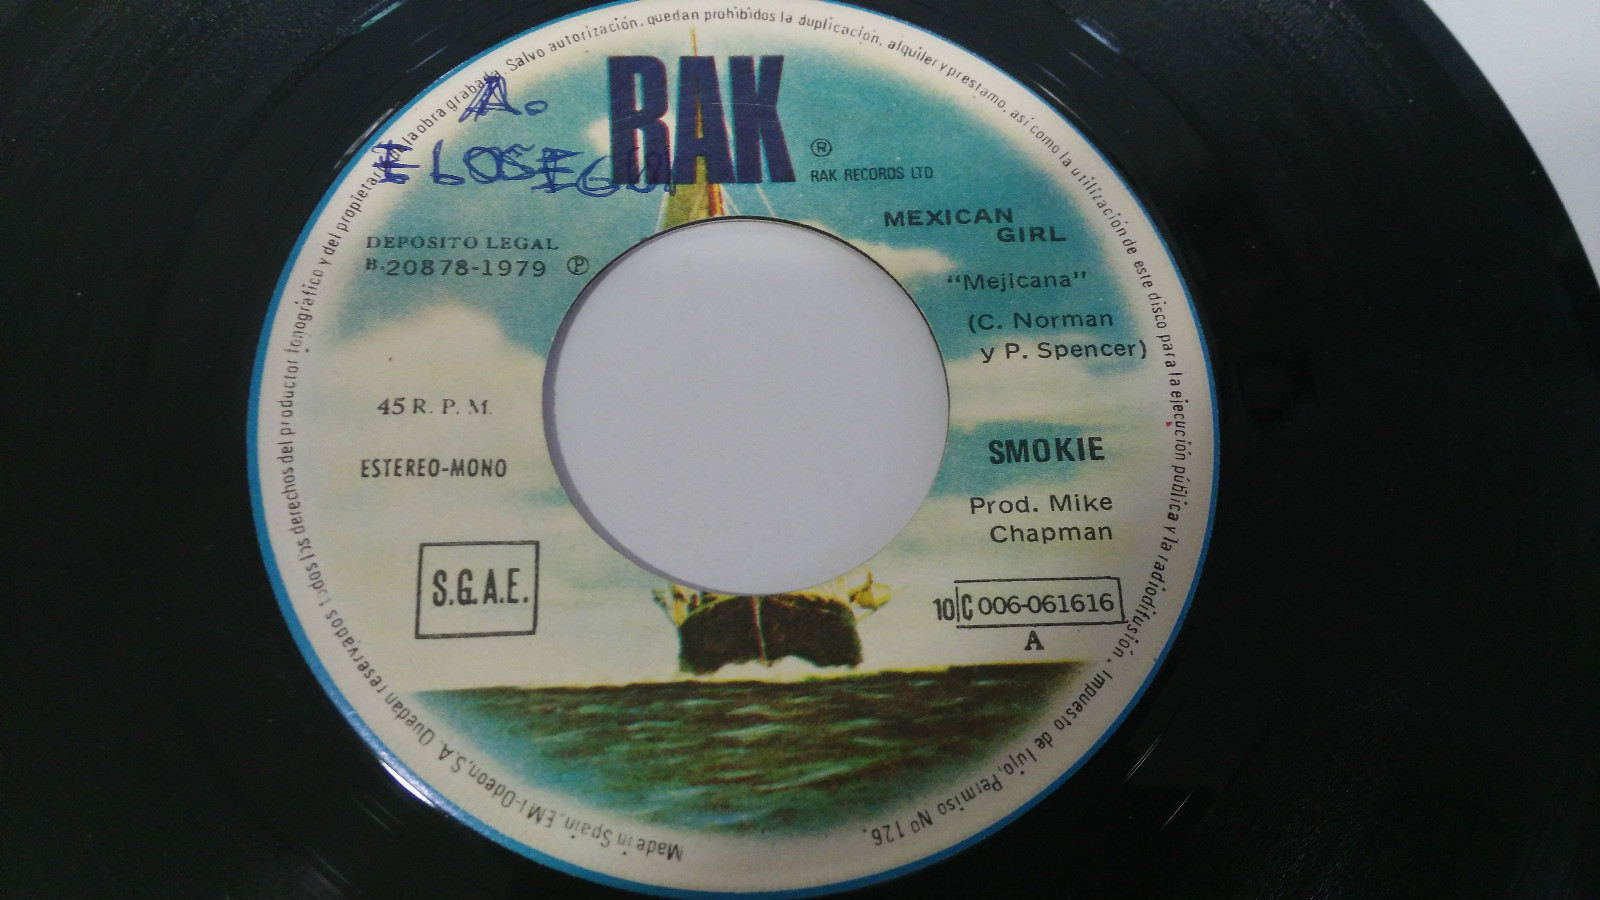 RAK
®
RAK RECORDS LTD
A.
ELOSEGUI
DEPOSITO LEGAL
B.20878-1979 Ⓟ
MEXICAN
GIRL
“Mejicana”
(C. Norman
y P. Spencer)
45 R. P. M.
ESTEREO-MONO
SMOKIE
Prod. Mike
Chapman
S.G.A.E.
10 C 006-061616
A
Made in Spain. EMI-Odeon, S.A. Quedan reservados todos los derechos del productor fonográfico y del propietario de la obra grabada. Salvo autorización, quedan prohibidos la duplicación, alquiler y prestamo, así como la utilización de este disco para la ejecución pública y la radiodifusión. Impuesto de lujo, Permiso Nº 126.